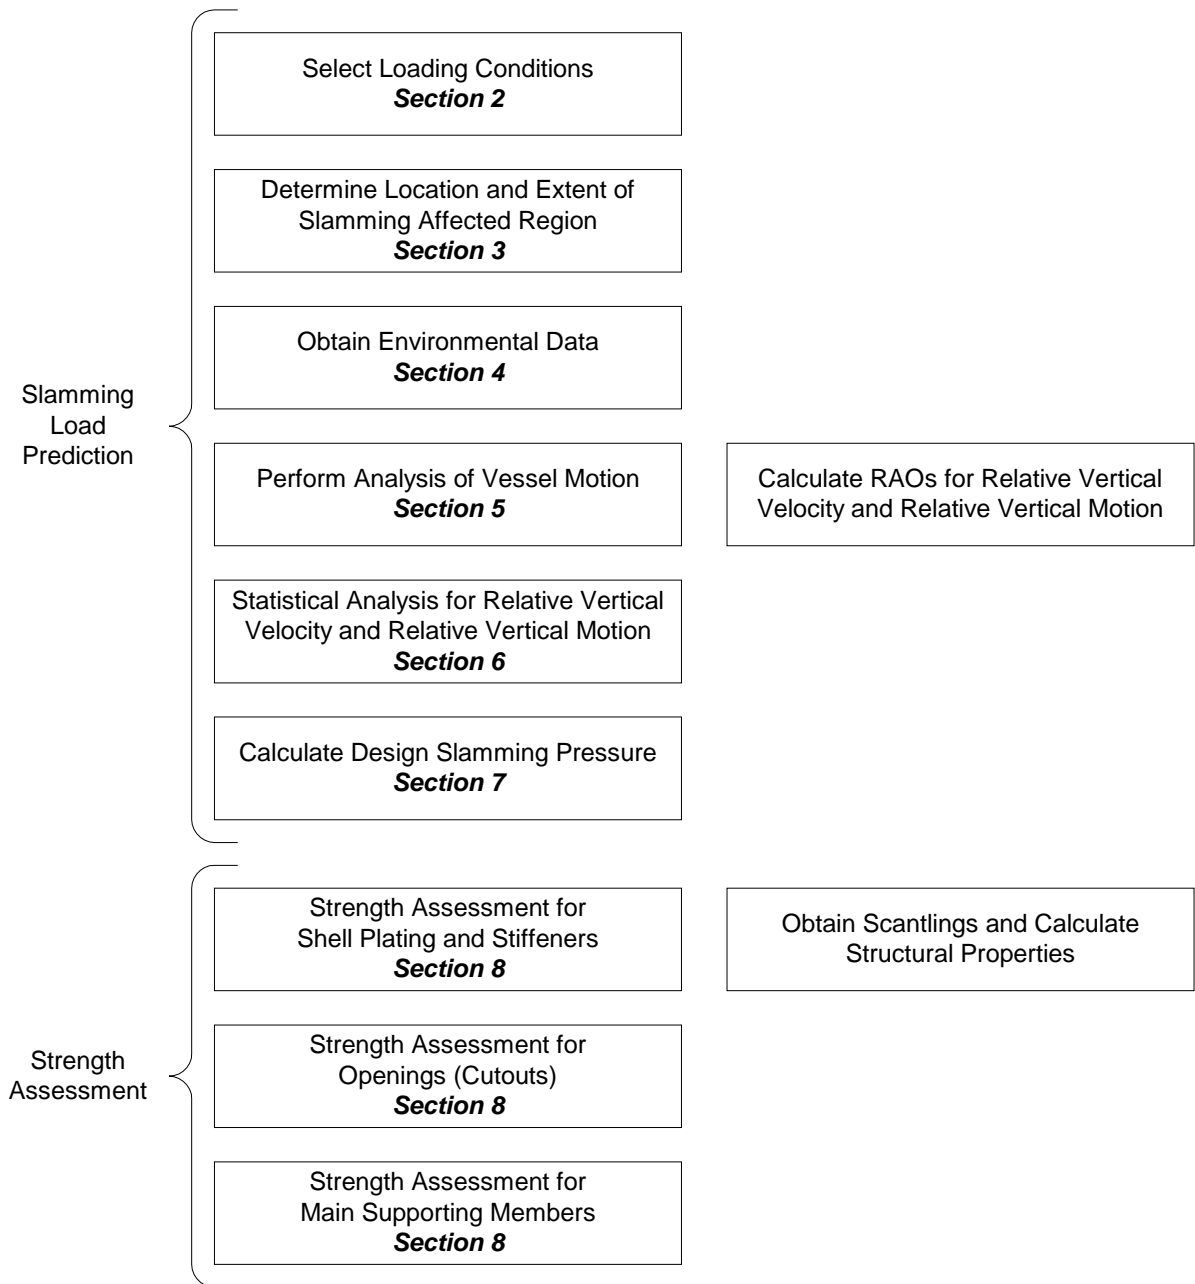 Select Loading Conditions
Section 2
Determine Location and Extent of
Slamming Affected Region
Section 3
Obtain Environmental Data
Section 4
Slamming
Load
Prediction
Perform Analysis of Vessel Motion
Section 5
Calculate RAOs for Relative Vertical
Velocity and Relative Vertical Motion
Statistical Analysis for Relative Vertical
Velocity and Relative Vertical Motion
Section 6
Calculate Design Slamming Pressure
Section 7
Strength Assessment for
Shell Plating and Stiffeners
Section 8
Obtain Scantlings and Calculate
Structural Properties
Strength
Assessment
Strength Assessment for
Openings (Cutouts)
Section 8
Strength Assessment for
Main Supporting Members
Section 8